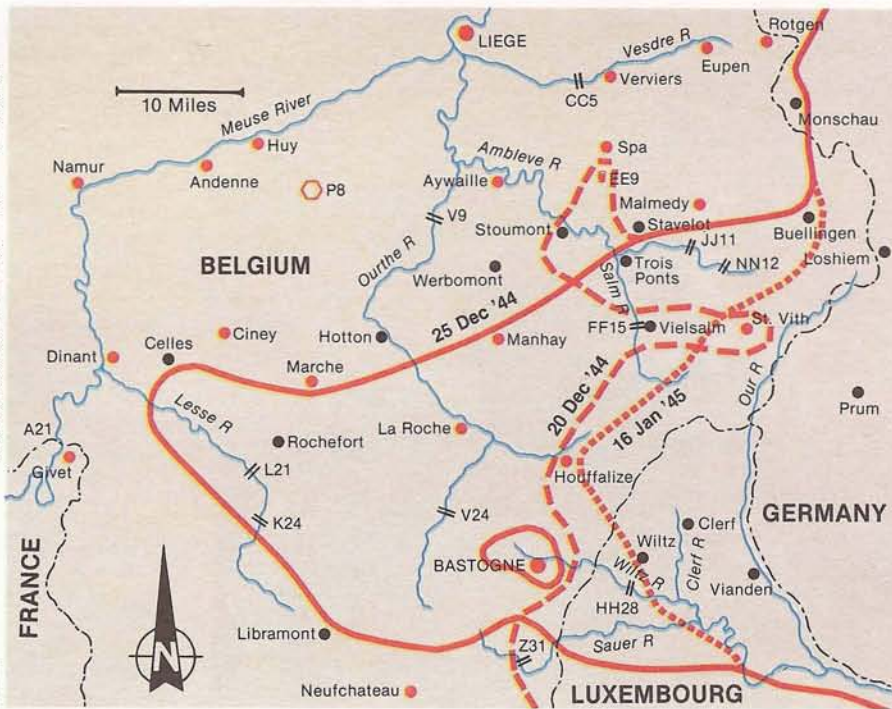 Rotgen
LIEGE
Vesdre R
Eupen
Verviers
CC5
10 Miles
Monschau
Meuse River
Huy
Andenne
Namur
P8
Ambleve R
Spa
EE9
Aywaille
Malmedy
V9
Stoumont
Stavelot
Buellingen
JJ11
Loshiem
BELGIUM
Ourthe R
Werbomont
Trois
Ponts
NN12
Salm R
25 Dec '44
FF15
Vielsalm
St. Vith
Ciney
Hotton
Manhay
Celles
Dinant
Marche
20 Dec '44
16 Jan '45
Our R
Prum
Lesse R
A21
Givet
Rochefort
La Roche
Houffalize
L21
K24
V24
GERMANY
FRANCE
Clerf
Wiltz
Clerf R
BASTOGNE
Wiltz R
Vianden
HH28
N
Libramont
Z31
Sauer R
Neufchateau
LUXEMBOURG